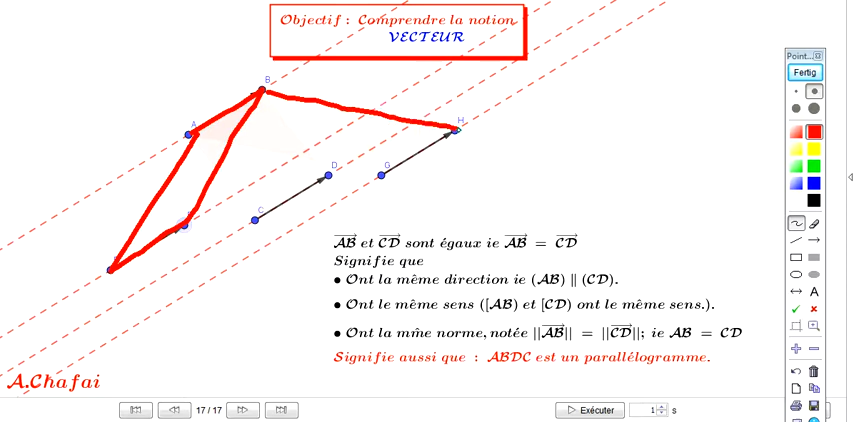 Objectif : Comprendre la notion
VECTEUR
B
A
H
D
G
C
AB et CD sont égaux ie AB = CD
Signifie que
• Ont la même direction ie (AB) ∥ (CD).
• Ont le même sens ([AB) et [CD) ont le même sens.).
• Ont la mîne norme, notée ||AB|| = ||CD||; ie AB = CD
Signifie aussi que : ABDC est un parallélogramme.
A.Chafai
17 / 17
Exécuter
1
s
Point...
Fertig
A